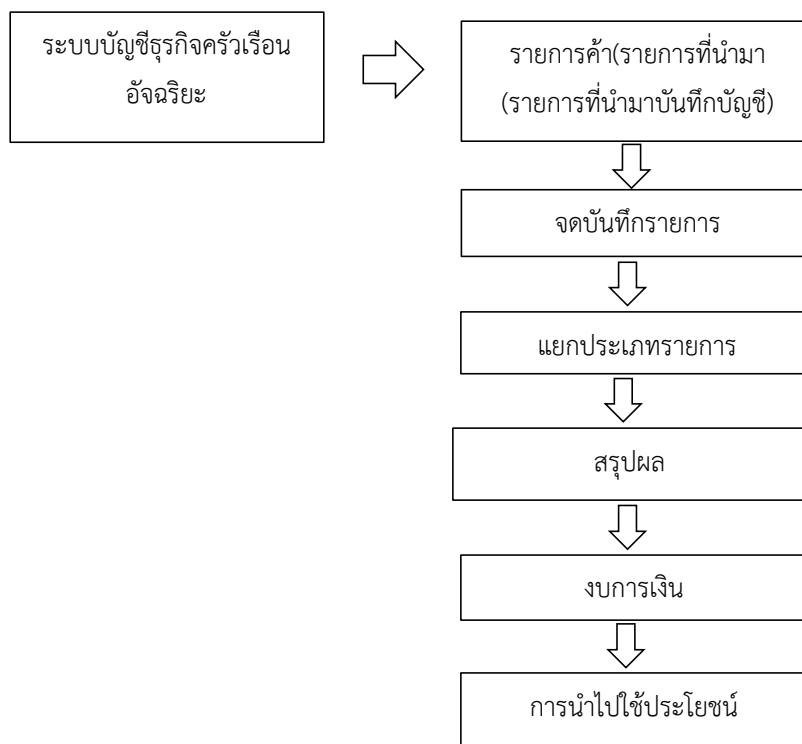 ระบบบัญชีธุรกิจครัวเรือน
อัจฉริยะ
รายการค้า(รายการที่นำมา
(รายการที่นำมาบันทึกบัญชี)
จดบันทึกรายการ
แยกประเภทรายการ
สรุปผล
งบการเงิน
การนำไปใช้ประโยชน์